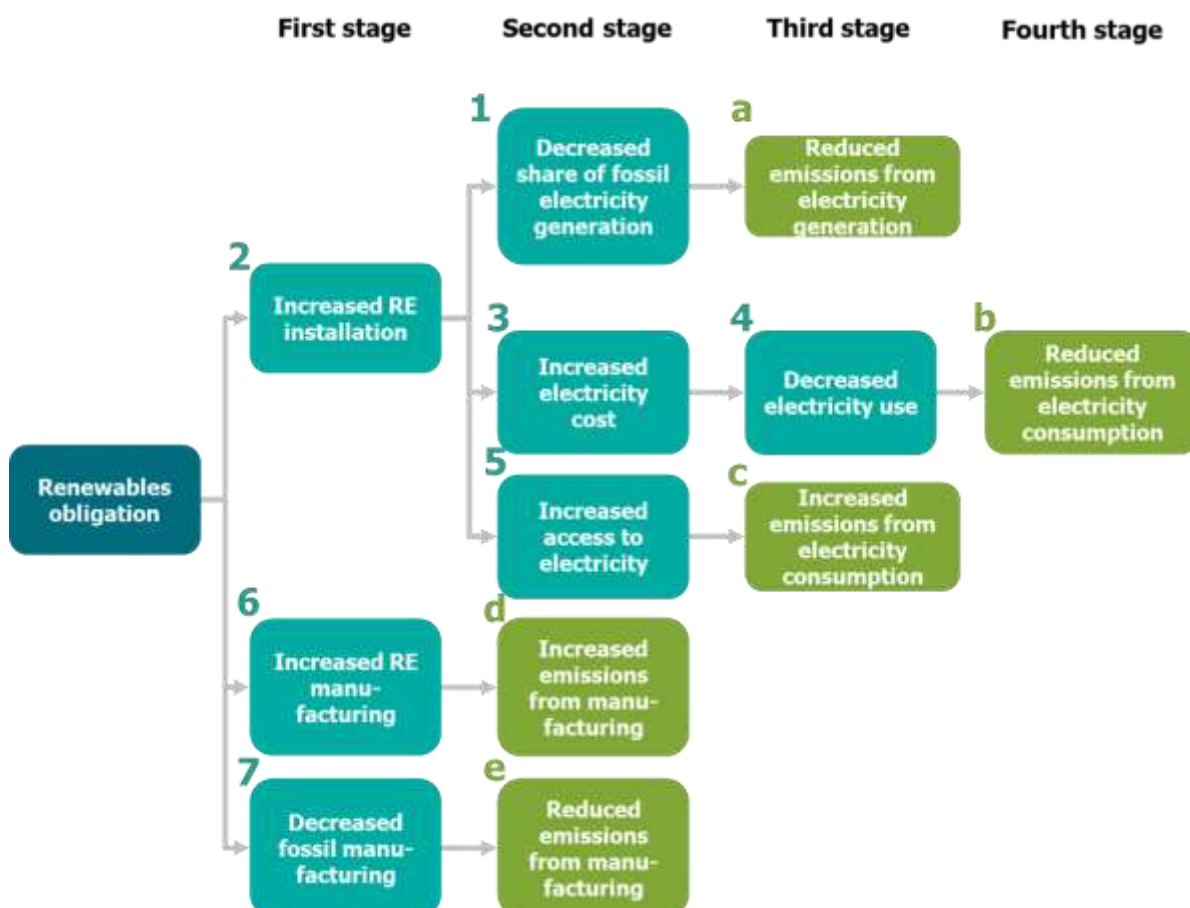 First stage
Second stage
Third stage
Fourth stage
1
Decreased
share of fossil
electricity
generation
a
Reduced
emissions from
electricity
generation
2
Increased RE
installation
3
Increased
electricity
cost
4
Decreased
electricity use
b
Reduced
emissions from
electricity
consumption
Renewables
obligation
5
Increased
access to
electricity
c
Increased
emissions from
electricity
consumption
6
Increased RE
manu-
facturing
d
Increased
emissions
from manu-
facturing
7
Decreased
fossil manu-
facturing
e
Reduced
emissions
from manu-
facturing